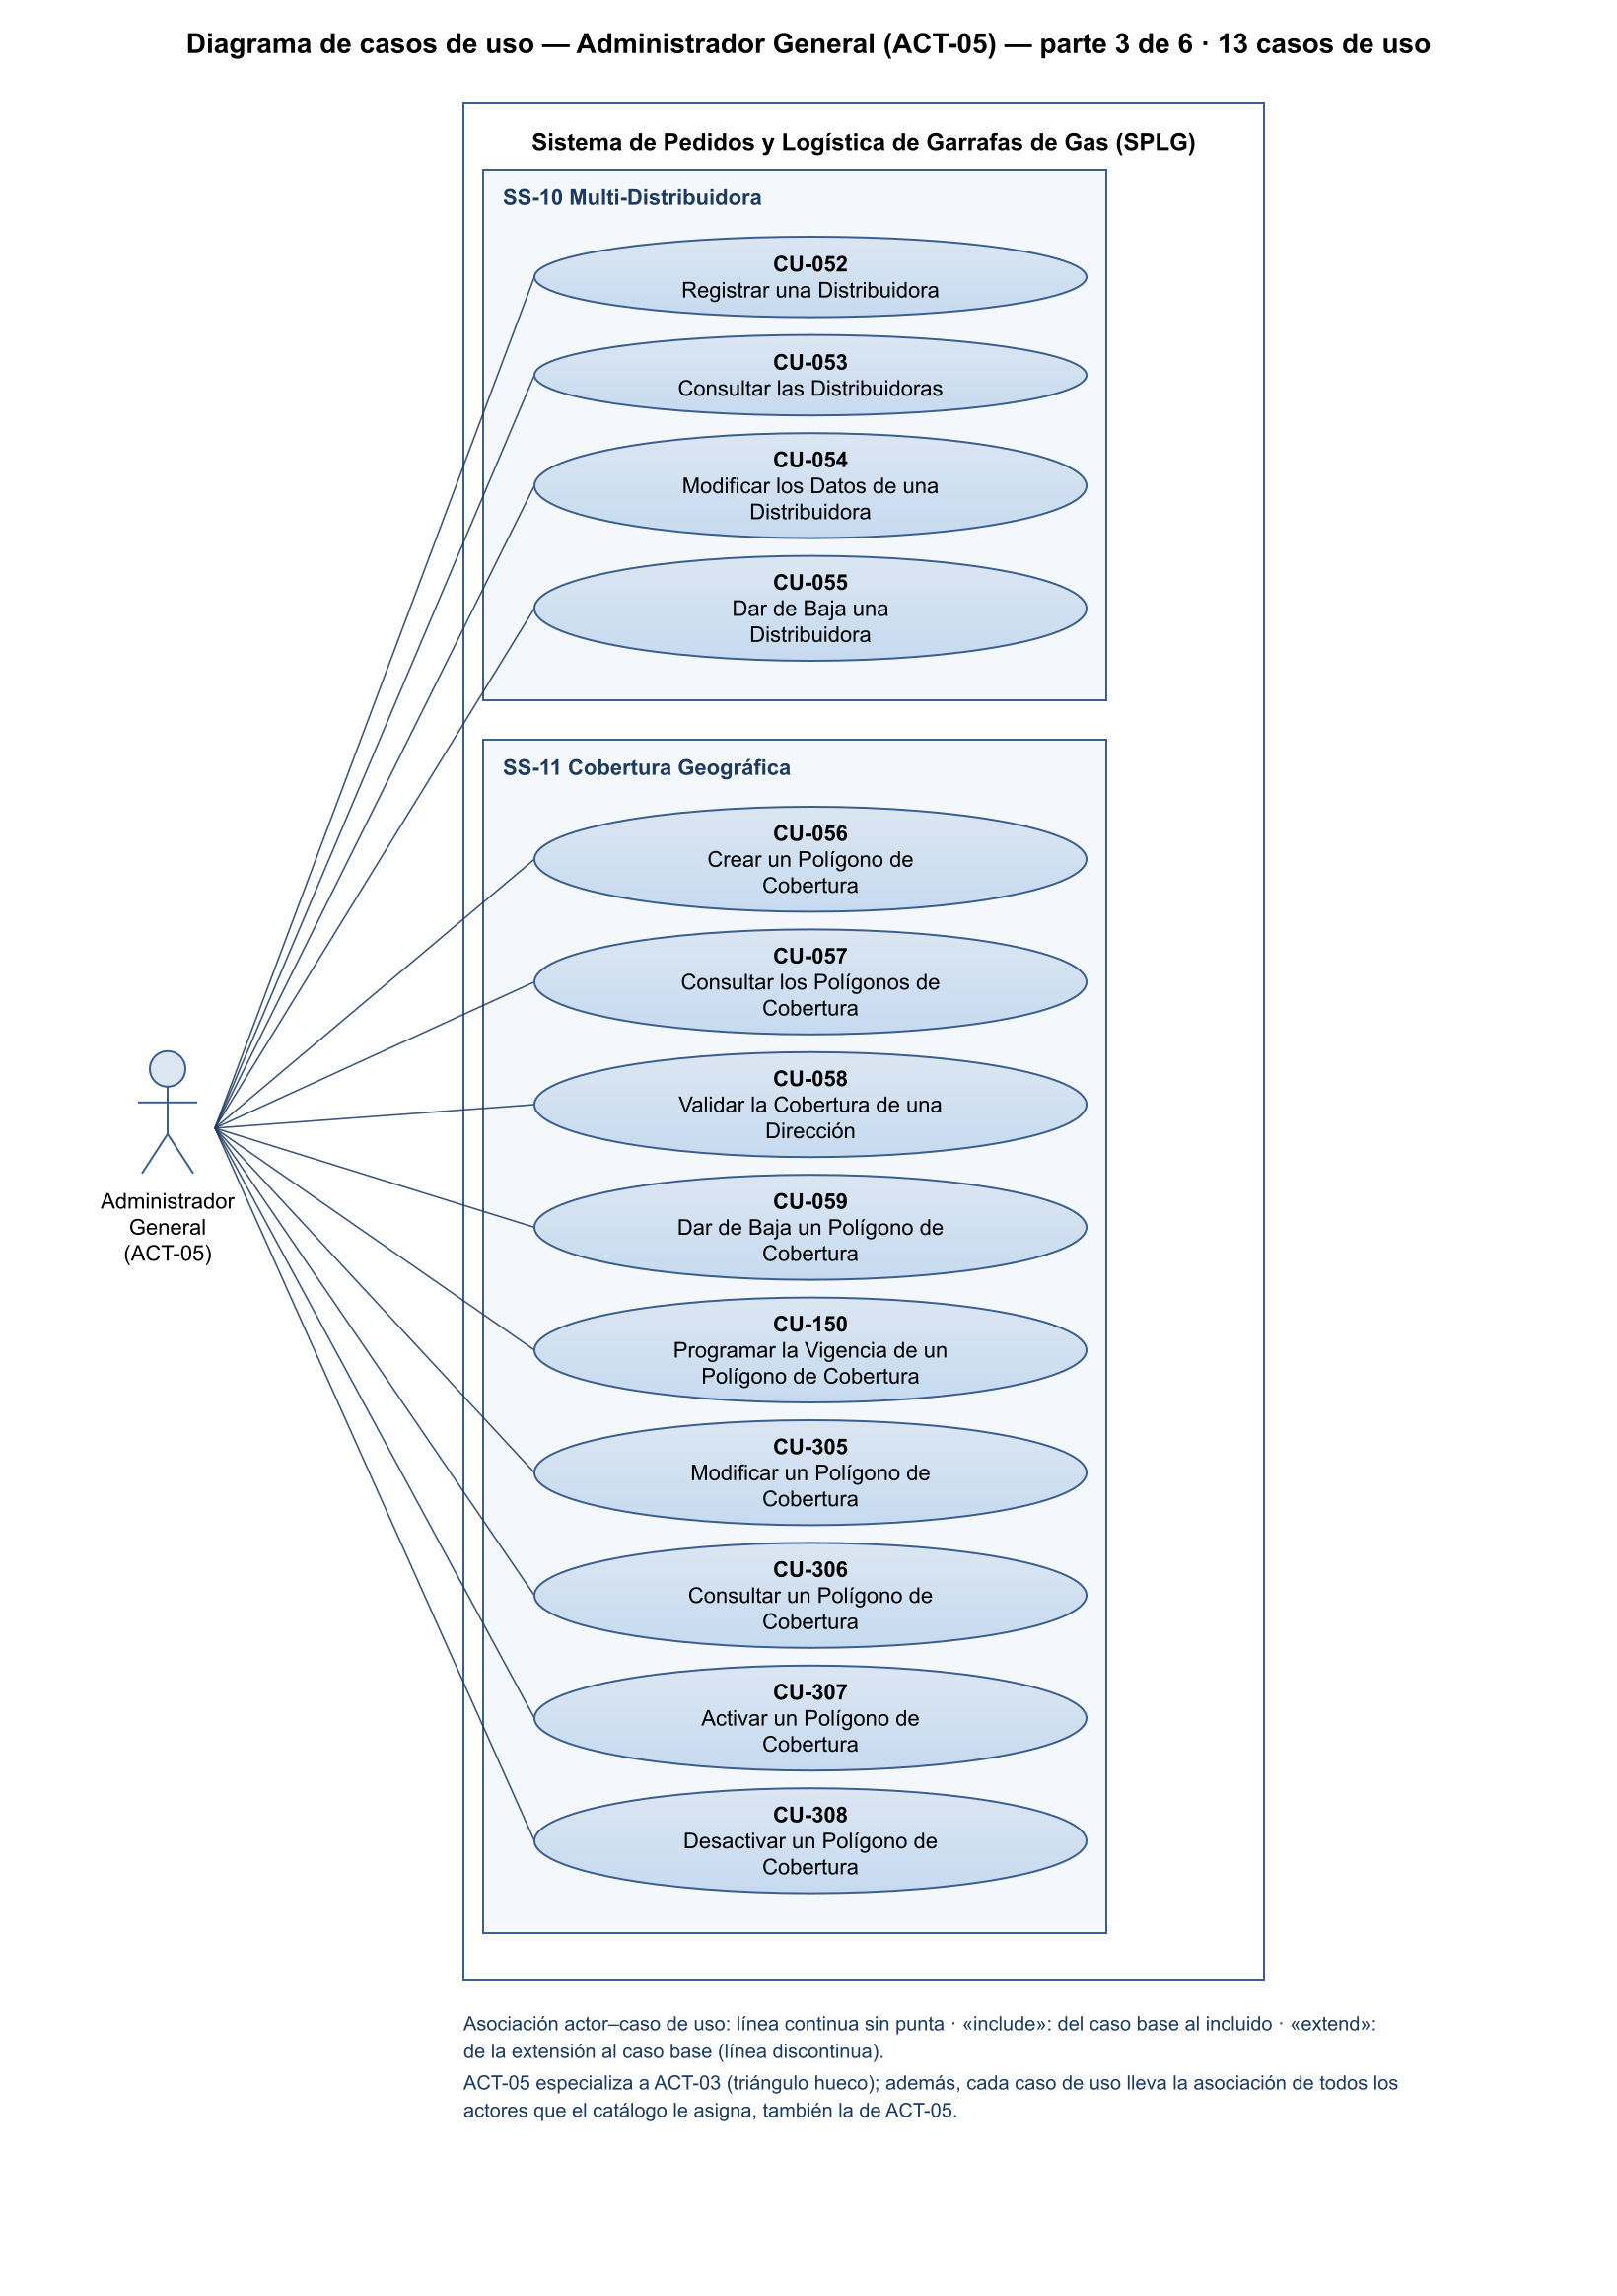 Diagrama de casos de uso — Administrador General (ACT-05) — parte 3 de 6 · 13 casos de uso
Sistema de Pedidos y Logística de Garrafas de Gas (SPLG)
SS-10 Multi-Distribuidora
CU-052
Registrar una Distribuidora
CU-053
Consultar las Distribuidoras
CU-054
Modificar los Datos de una
Distribuidora
CU-055
Dar de Baja una
Distribuidora
SS-11 Cobertura Geográfica
CU-056
Crear un Polígono de
Cobertura
CU-057
Consultar los Polígonos de
Cobertura
CU-058
Validar la Cobertura de una
Dirección
CU-059
Dar de Baja un Polígono de
Cobertura
CU-150
Programar la Vigencia de un
Polígono de Cobertura
CU-305
Modificar un Polígono de
Cobertura
CU-306
Consultar un Polígono de
Cobertura
CU-307
Activar un Polígono de
Cobertura
CU-308
Desactivar un Polígono de
Cobertura
Administrador
General
(ACT-05)
Asociación actor–caso de uso: línea continua sin punta · «include»: del caso base al incluido · «extend»:
de la extensión al caso base (línea discontinua).
ACT-05 especializa a ACT-03 (triángulo hueco); además, cada caso de uso lleva la asociación de todos los
actores que el catálogo le asigna, también la de ACT-05.